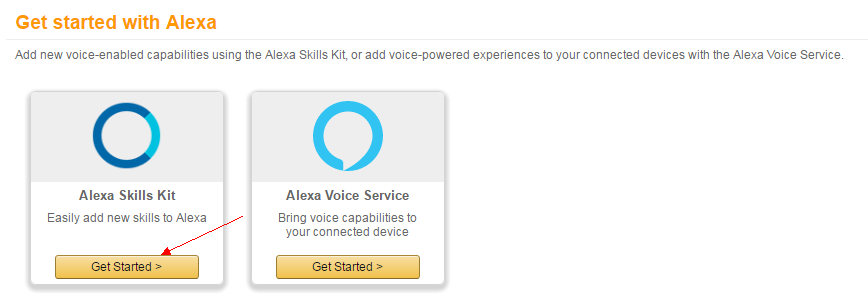 Get started with Alexa
Add new voice-enabled capabilities using the Alexa Skills Kit, or add voice-powered experiences to your connected devices with the Alexa Voice Service.
Alexa Skills Kit
Easily add new skills to Alexa
Get Started >
Alexa Voice Service
Bring voice capabilities to
your connected device
Get Started >